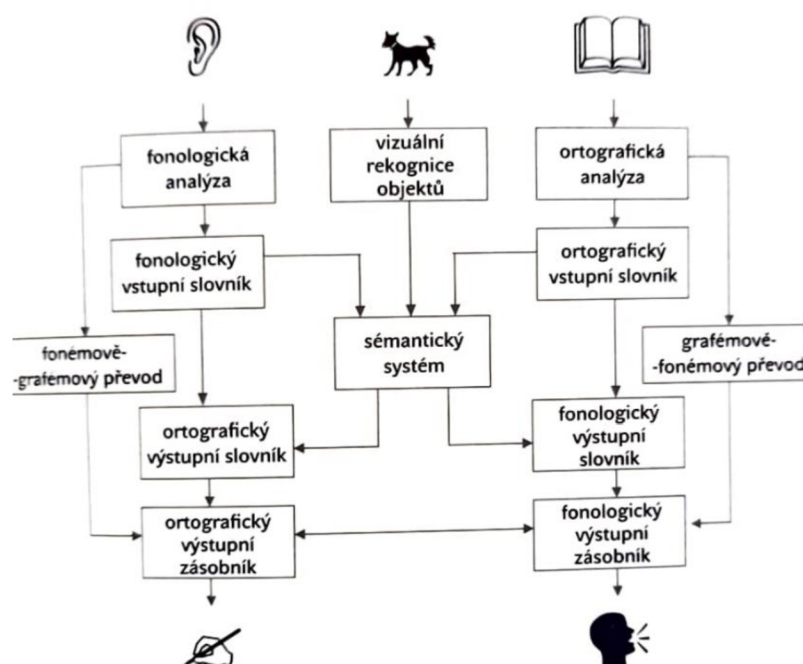 fonologická
analýza
vizuální
rekognice
objektů
ortografická
analýza
fonologický
vstupní slovník
ortografický
vstupní slovník
fonémově-
-grafémový převod
sémantický
systém
grafémově-
-fonémový převod
ortografický
výstupní slovník
fonologický
výstupní
slovník
ortografický
výstupní
zásobník
fonologický
výstupní
zásobník